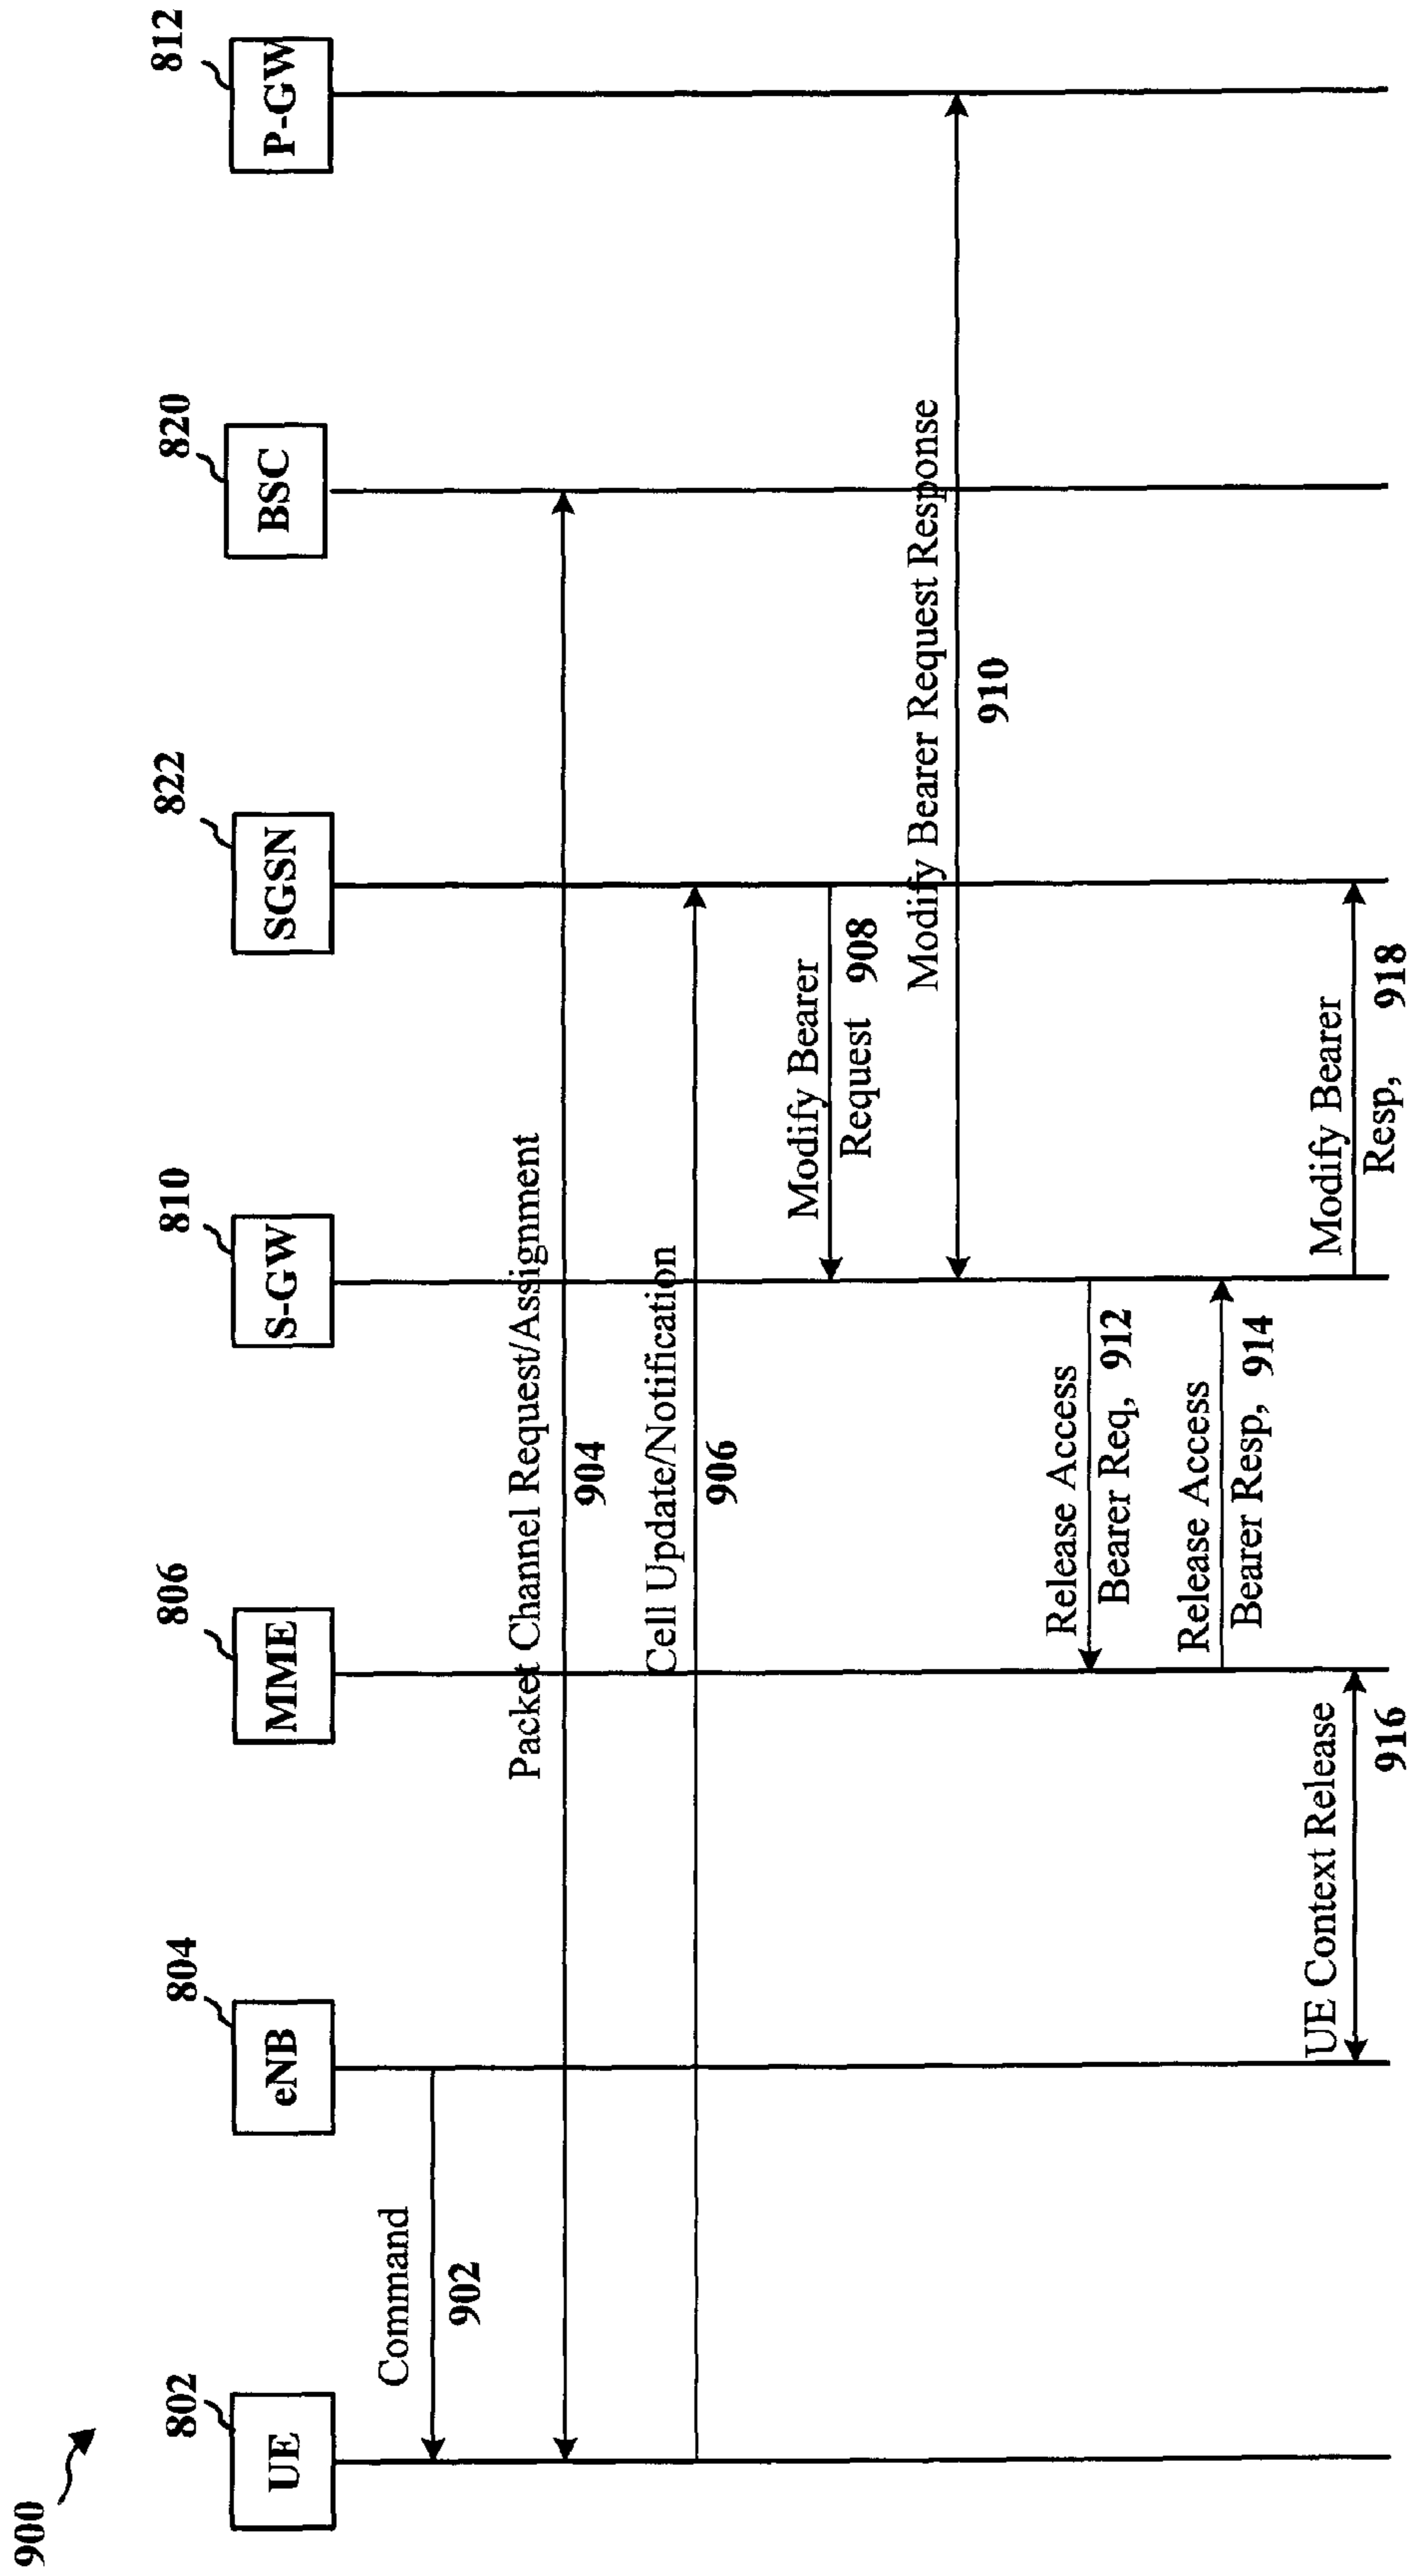 900
802
804
806
810
822
820
812
UE
eNB
MME
S-GW
SGSN
BSC
P-GW
Command
902
Packet Channel Request/Assignment
904
Cell Update/Notification
906
Modify Bearer
Request 908
Modify Bearer Request Response
910
Release Access
Bearer Req, 912
Release Access
Bearer Resp, 914
UE Context Release
916
Modify Bearer
Resp, 918